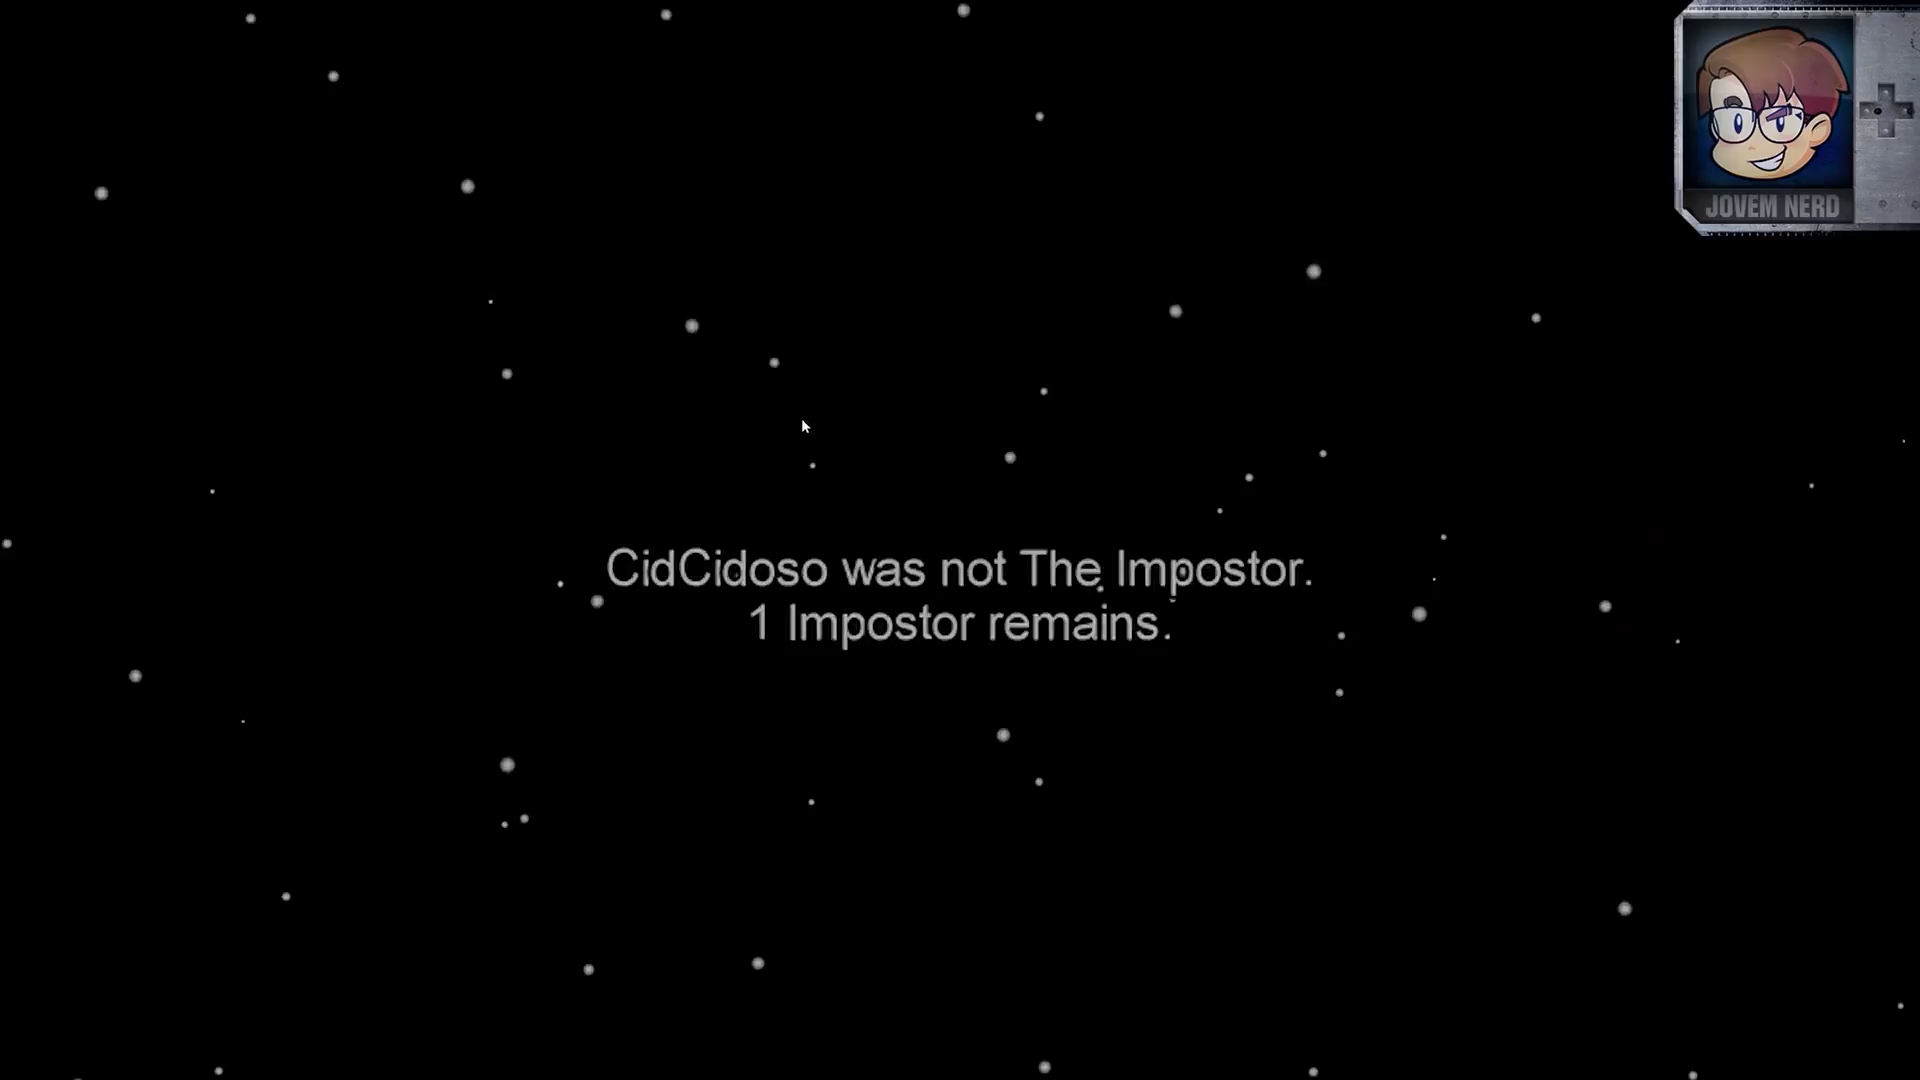 JOVEM NERD
CidCidoso was not The Impostor.
1 Impostor remains.